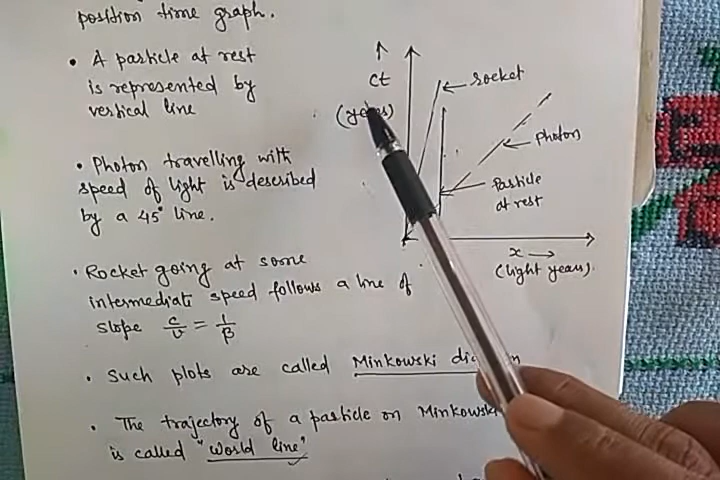 position time graph.
• A particle at rest
is represented by
vertical line
• Photon travelling with
speed of light is described
by a 45° line.
• Rocket going at some
intermediate speed follows a line of
slope c/v = 1/β
• Such plots are called Minkowski
• The trajectory of a particle on Minkowski
is called "World line"
ct
rocket
photon
Particle
at rest
x →
(light years).